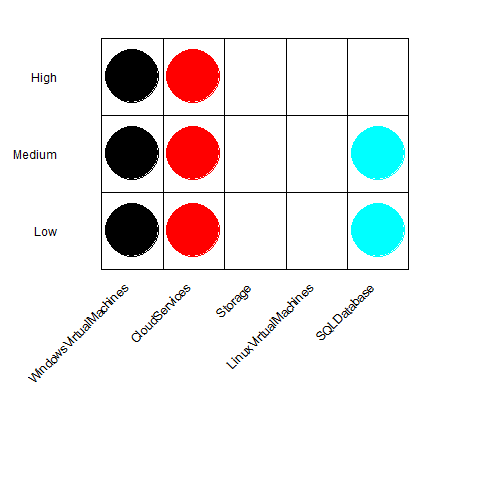 High
Medium
Low
WindowsVirtualMachines
CloudServices
Storage
LinuxVirtualMachines
SQLDatabase